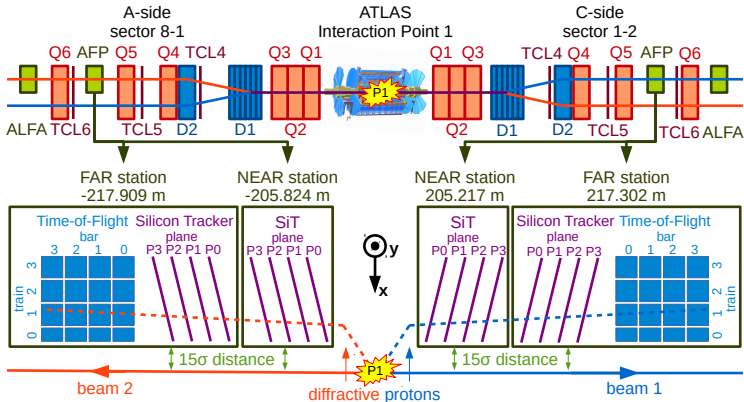 A-side
sector 8-1
ATLAS
Interaction Point 1
C-side
sector 1-2
Q6 AFP Q5 Q4 TCL4 Q3 Q1
Q1 Q3 TCL4 Q4 Q5 AFP Q6
P1
ALFA TCL6 TCL5 D2 D1 Q2
Q2 D1 D2 TCL5 TCL6 ALFA
FAR station
-217.909 m
NEAR station
-205.824 m
NEAR station
205.217 m
FAR station
217.302 m
Time-of-Flight
bar
3 2 1 0
train
3
2
1
0
Silicon Tracker
plane
P3 P2 P1 P0
SiT
plane
P3 P2 P1 P0
y
x
SiT
plane
P0 P1 P2 P3
Silicon Tracker
plane
P0 P1 P2 P3
Time-of-Flight
bar
0 1 2 3
3
2
1
0
train
15σ distance
15σ distance
P1
beam 2
diffractive protons
beam 1